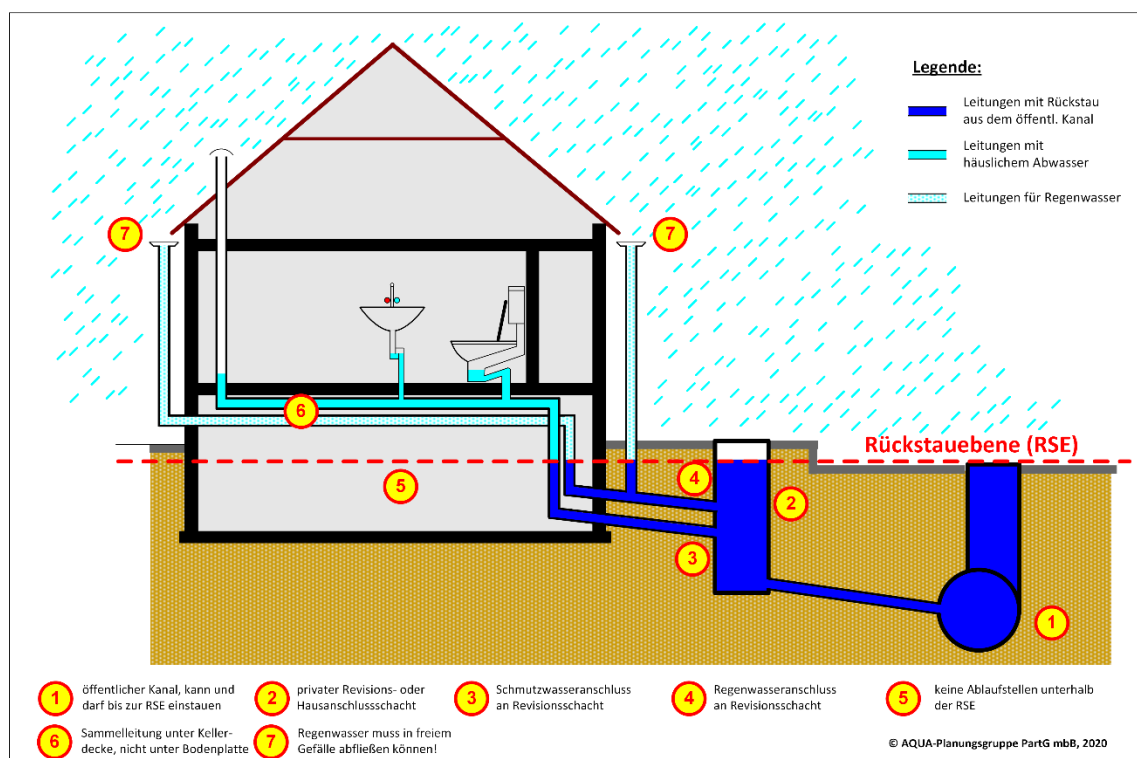 Legende:
Leitungen mit Rückstau
aus dem öffentl. Kanal
Leitungen mit
häuslichem Abwasser
Leitungen für Regenwasser
7
7
6
Rückstauebene (RSE)
5
4
2
3
1
1 öffentlicher Kanal, kann und
darf bis zur RSE einstauen
2 privater Revisions- oder
Hausanschlussschacht
3 Schmutzwasseranschluss
an Revisionsschacht
4 Regenwasseranschluss
an Revisionsschacht
5 keine Ablaufstellen unterhalb
der RSE
6 Sammelleitung unter Keller-
decke, nicht unter Bodenplatte
7 Regenwasser muss in freiem
Gefälle abfließen können!
© AQUA-Planungsgruppe PartG mbB, 2020